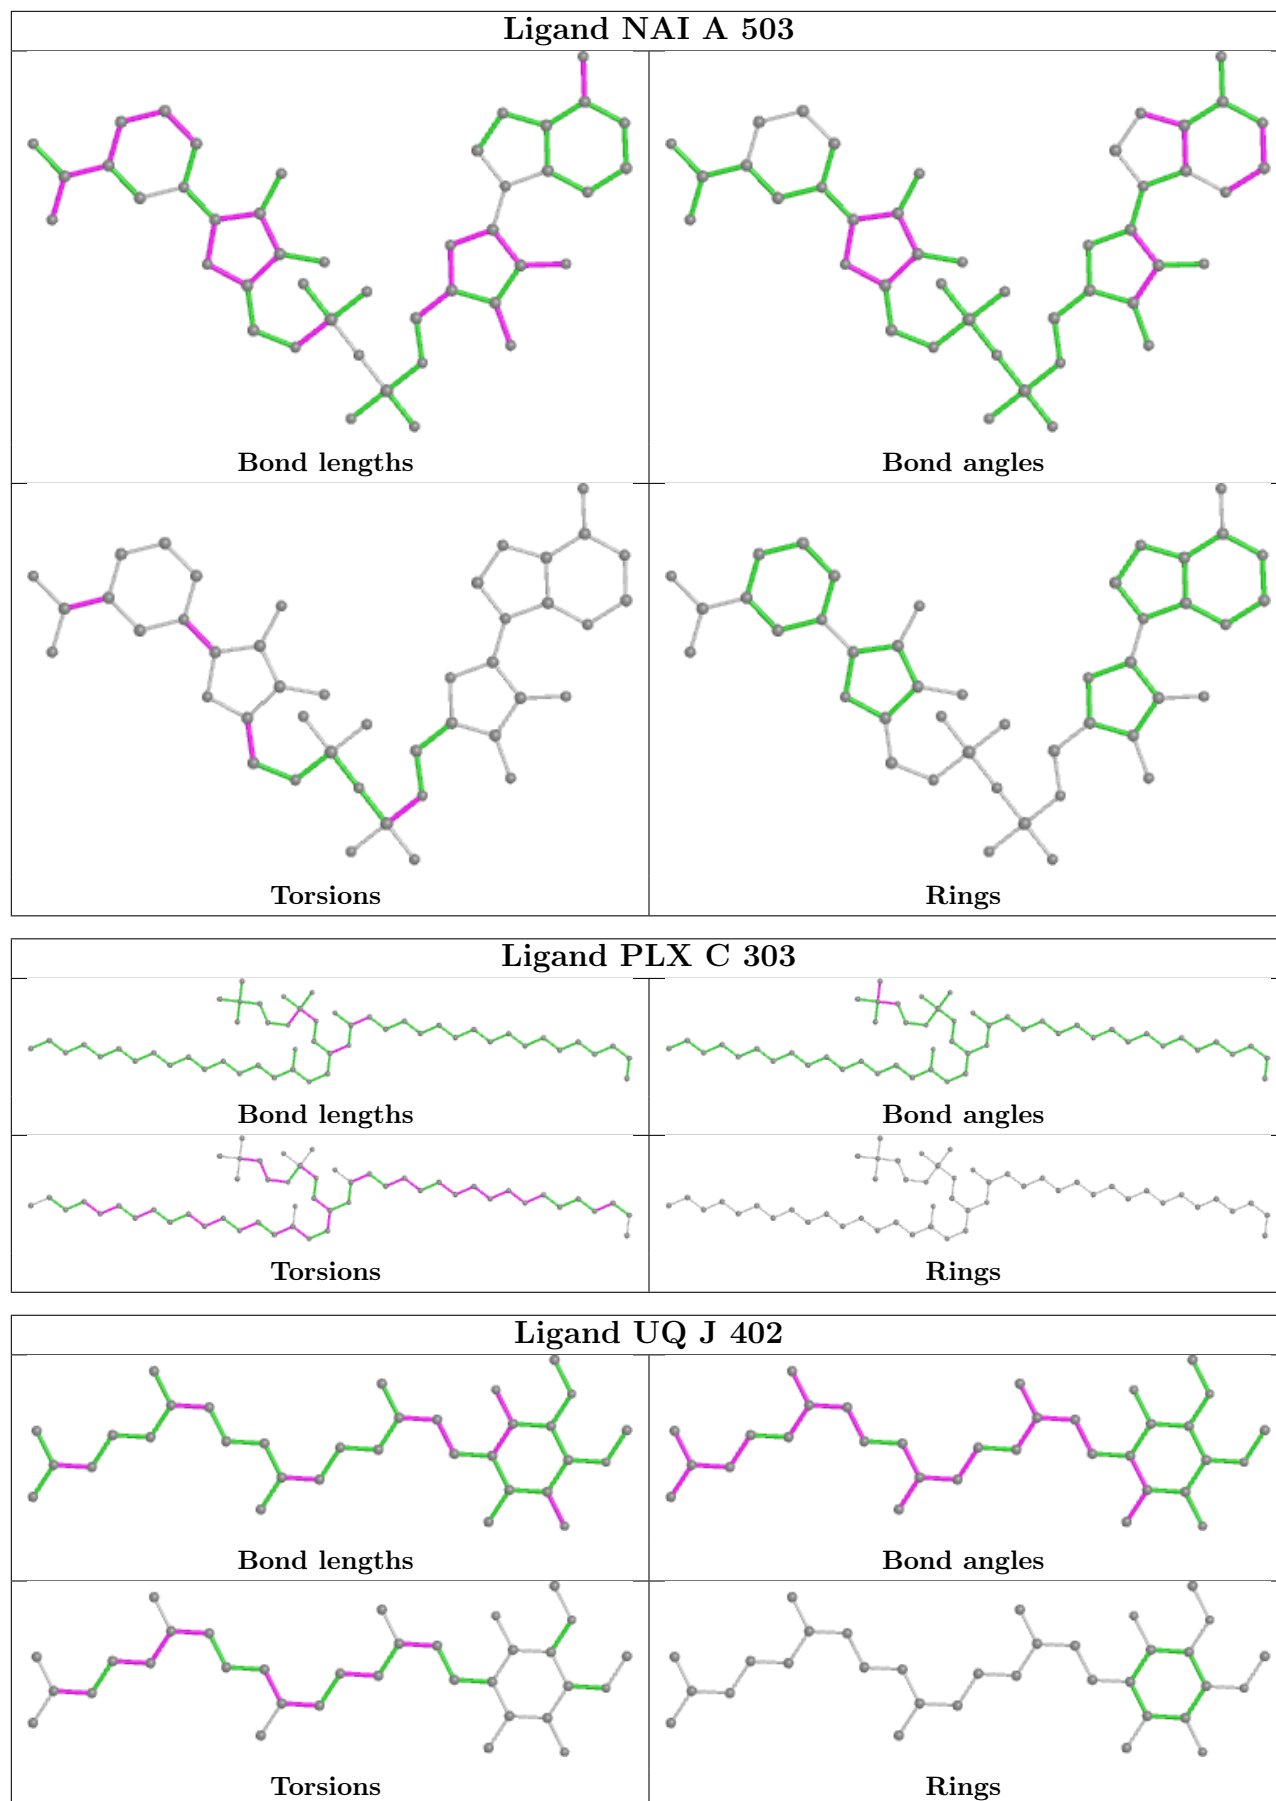 Ligand NAI A 503
Bond lengths
Bond angles
Torsions
Rings
Ligand PLX C 303
Bond lengths
Bond angles
Torsions
Rings
Ligand UQ J 402
Bond lengths
Bond angles
Torsions
Rings